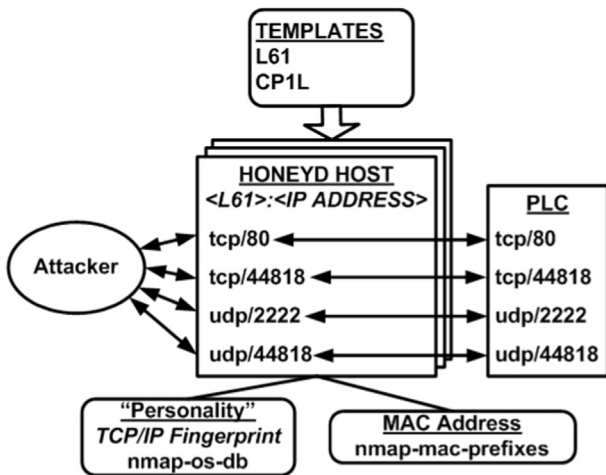 TEMPLATES
L61
CP1L
HONEYD HOST
<L61>:<IP ADDRESS>
tcp/80
tcp/44818
udp/2222
udp/44818
PLC
tcp/80
tcp/44818
udp/2222
udp/44818
Attacker
“Personality”
TCP/IP Fingerprint
nmap-os-db
MAC Address
nmap-mac-prefixes